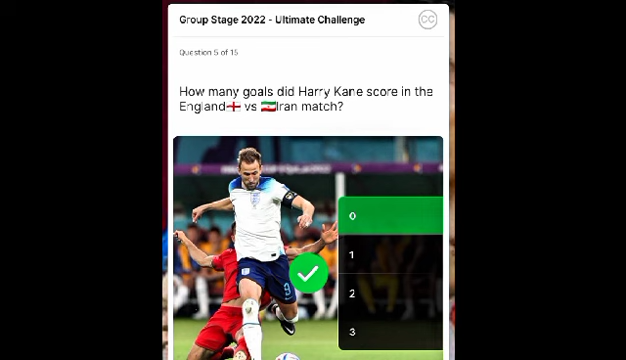 Group Stage 2022 - Ultimate Challenge
CC
Question 5 of 15
How many goals did Harry Kane score in the
England🏴󠁧󠁢󠁥󠁮󠁧󠁿 vs 🇮🇷Iran match?
0
1
2
3
9